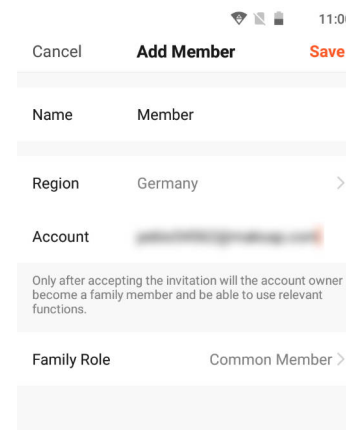 11:0
Cancel Add Member Save
Name Member
Region Germany
Account
Only after accepting the invitation will the account owner
become a family member and be able to use relevant
functions.
Family Role Common Member